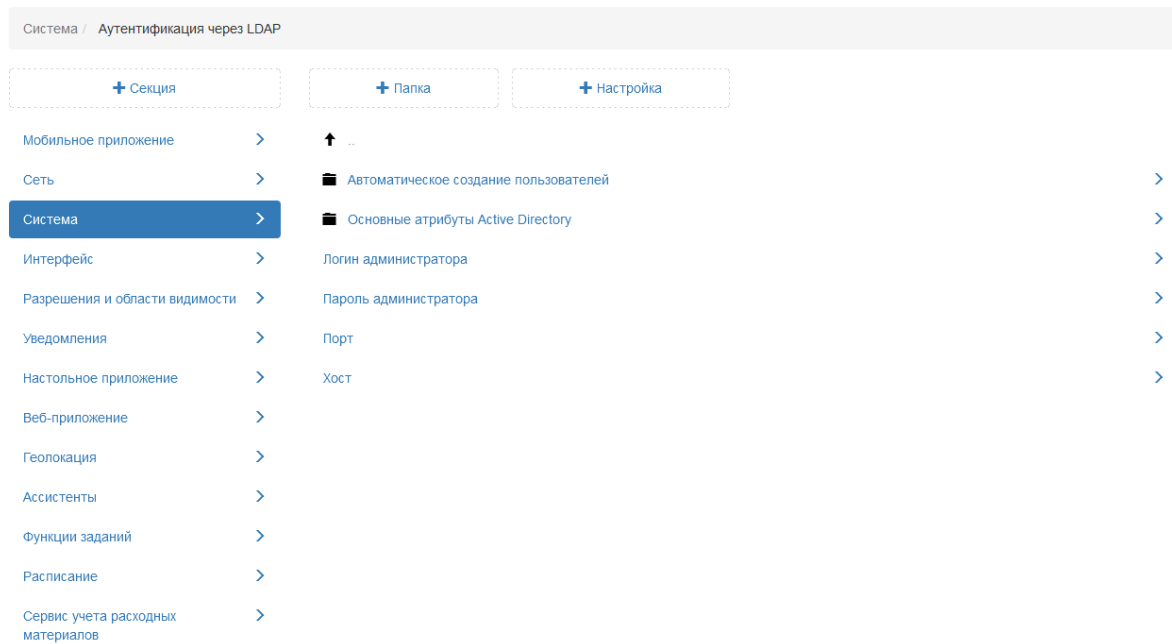 Система / Аутентификация через LDAP
+ Секция
+ Папка
+ Настройка
Мобильное приложение
Сеть
Система
Интерфейс
Разрешения и области видимости
Уведомления
Настольное приложение
Веб-приложение
Геолокация
Ассистенты
Функции заданий
Расписание
Сервис учета расходных
материалов
..
Автоматическое создание пользователей
Основные атрибуты Active Directory
Логин администратора
Пароль администратора
Порт
Хост